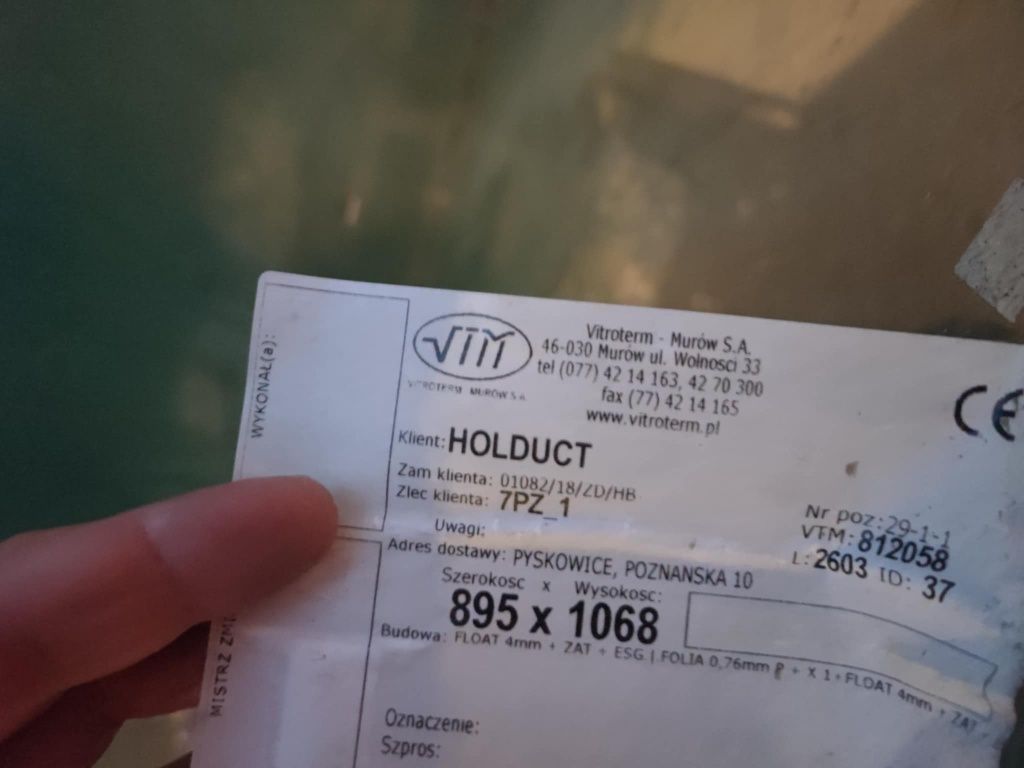 WYKONAŁ(a):
VTM
VITROTERM - MURÓW S.A.
Vitroterm - Murów S.A.
46-030 Murów ul. Wolnosci 33
tel (077) 42 14 163, 42 70 300
fax (77) 42 14 165
www.vitroterm.pl
CE
Klient: HOLDUCT
Zam klienta: 01082/18/ZD/HB
Zlec klienta: 7PZ_1
Uwagi:
Nr poz: 29-1-1
VTM: 812058
L: 2603 ID: 37
Adres dostawy: PYSKOWICE, POZNANSKA 10
Szerokosc x Wysokosc:
895 x 1068
Budowa: FLOAT 4mm + ZAT + ESG | FOLIA 0,76mm + X 1 + FLOAT 4mm + ZAT
MISTRZ
Oznaczenie:
Szpros: